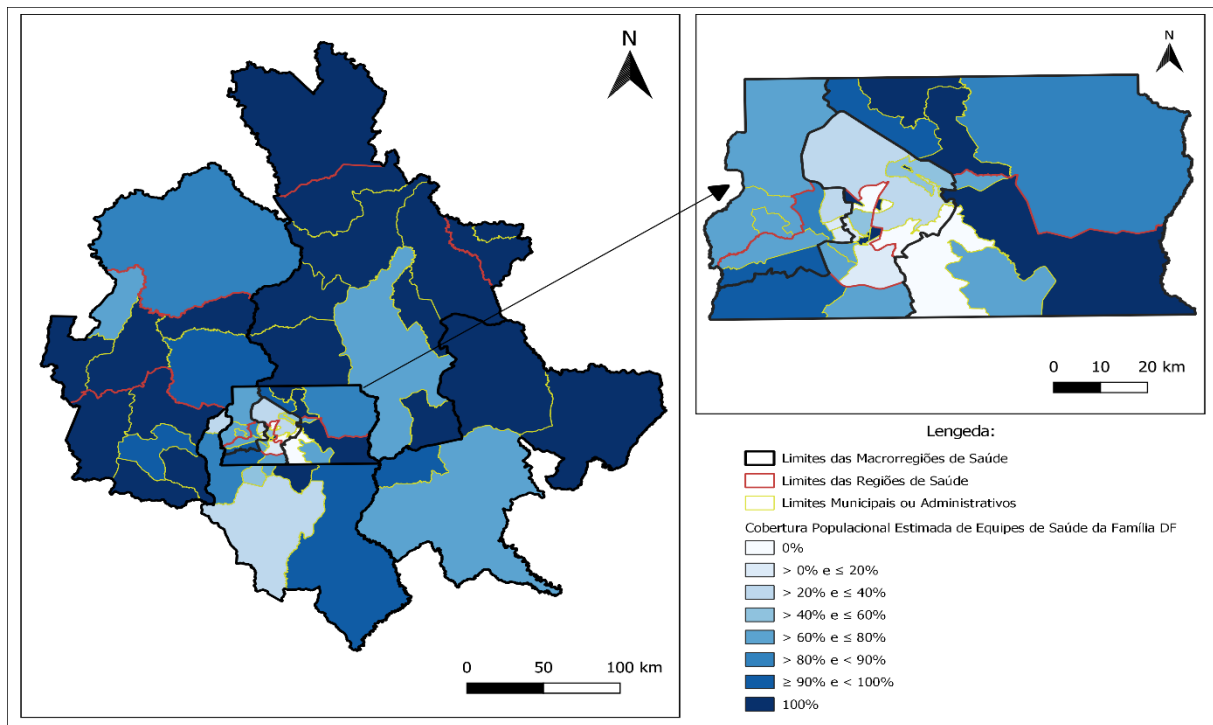 N
0 50 100 km
N
0 10 20 km
Lengeda:
Limites das Macrorregiões de Saúde
Limites das Regiões de Saúde
Limites Municipais ou Administrativos
Cobertura Populacional Estimada de Equipes de Saúde da Família DF
0%
> 0% e ≤ 20%
> 20% e ≤ 40%
> 40% e ≤ 60%
> 60% e ≤ 80%
> 80% e < 90%
≥ 90% e < 100%
100%